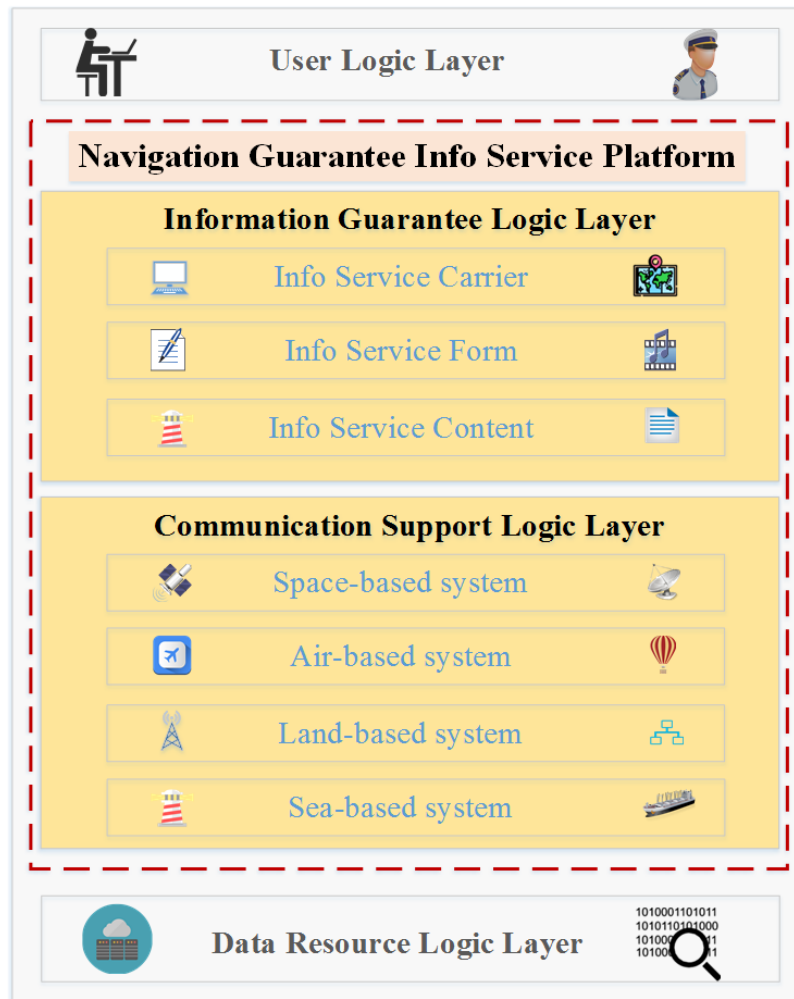 User Logic Layer
Navigation Guarantee Info Service Platform
Information Guarantee Logic Layer
Info Service Carrier
Info Service Form
Info Service Content
Communication Support Logic Layer
Space-based system
Air-based system
Land-based system
Sea-based system
Data Resource Logic Layer
1010001101011
1010110101000